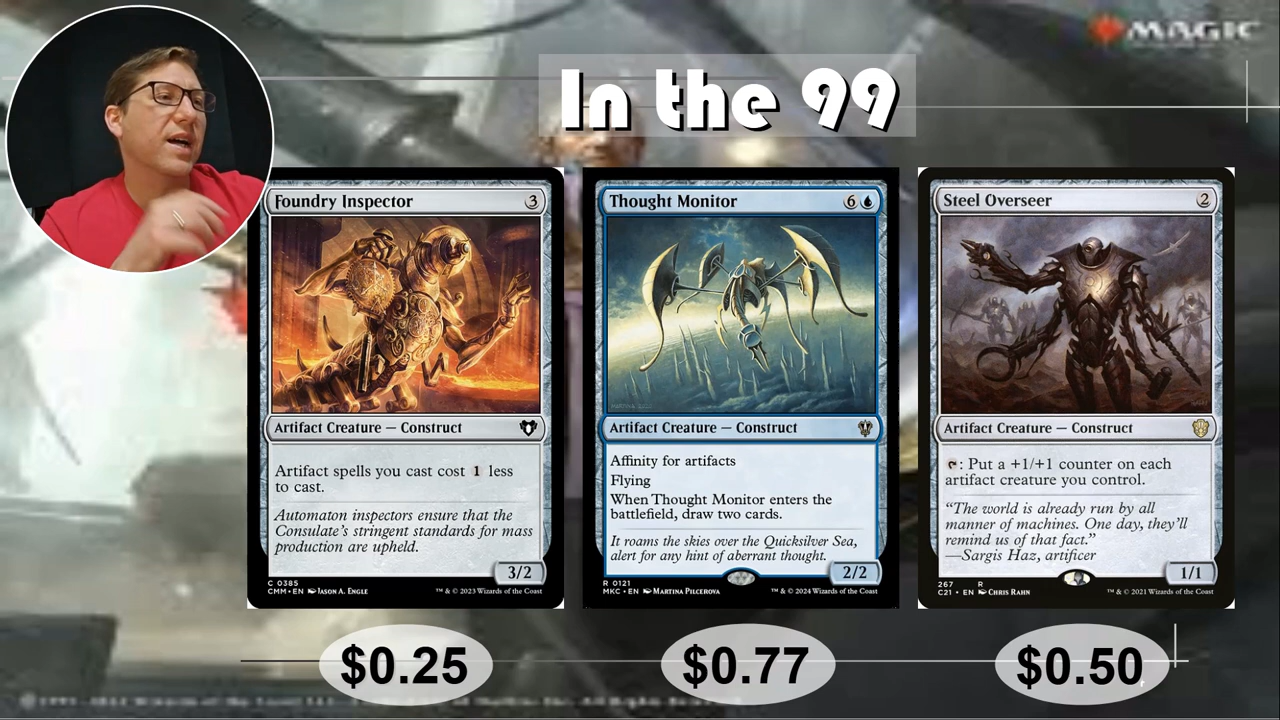 MAGIC
In the 99
Foundry Inspector 3
Artifact Creature — Construct
Artifact spells you cast cost 1 less
to cast.
Automaton inspectors ensure that the
Consulate's stringent standards for mass
production are upheld.
3/2
C 0385
CMM • EN Jason A. Engle
™ & © 2023 Wizards of the Coast
Thought Monitor 6
Artifact Creature — Construct
Affinity for artifacts
Flying
When Thought Monitor enters the
battlefield, draw two cards.
It roams the skies over the Quicksilver Sea,
alert for any hint of aberrant thought.
2/2
R 0121
MKC • EN Martina Pilcerova
™ & © 2024 Wizards of the Coast
Steel Overseer 2
Artifact Creature — Construct
: Put a +1/+1 counter on each
artifact creature you control.
“The world is already run by all
manner of machines. One day, they’ll
remind us of that fact.”
—Sargis Haz, artificer
1/1
267 R
C21 • EN Chris Rahn
™ & © 2021 Wizards of the Coast
$0.25
$0.77
$0.50